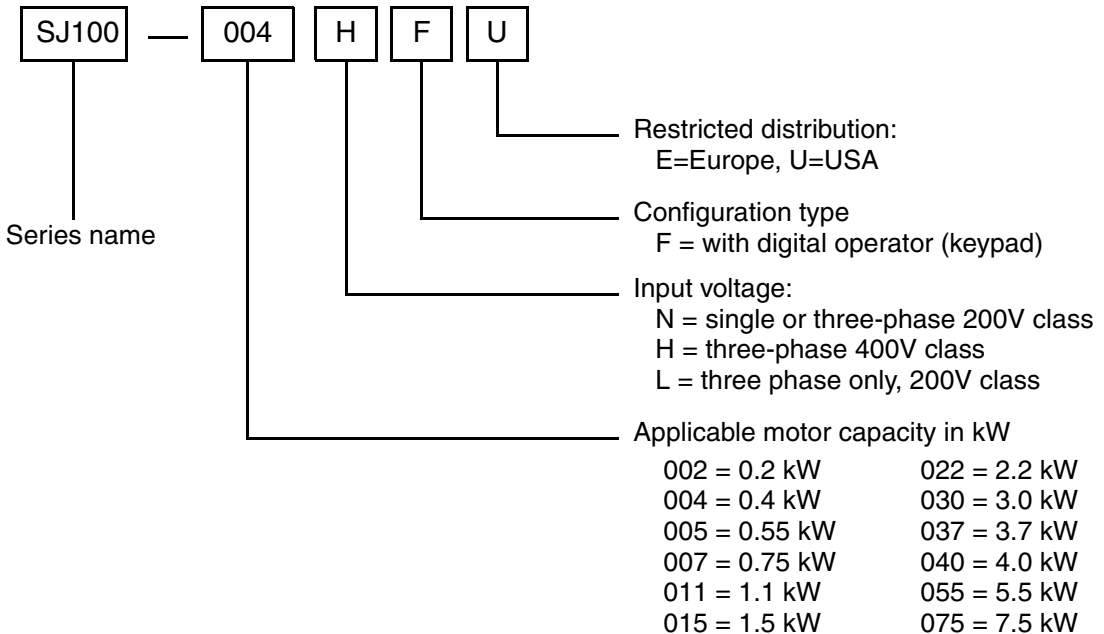 SJ100 — 004 H F U
Restricted distribution:
E=Europe, U=USA
Series name
Configuration type
F = with digital operator (keypad)
Input voltage:
N = single or three-phase 200V class
H = three-phase 400V class
L = three phase only, 200V class
Applicable motor capacity in kW
002 = 0.2 kW 022 = 2.2 kW
004 = 0.4 kW 030 = 3.0 kW
005 = 0.55 kW 037 = 3.7 kW
007 = 0.75 kW 040 = 4.0 kW
011 = 1.1 kW 055 = 5.5 kW
015 = 1.5 kW 075 = 7.5 kW